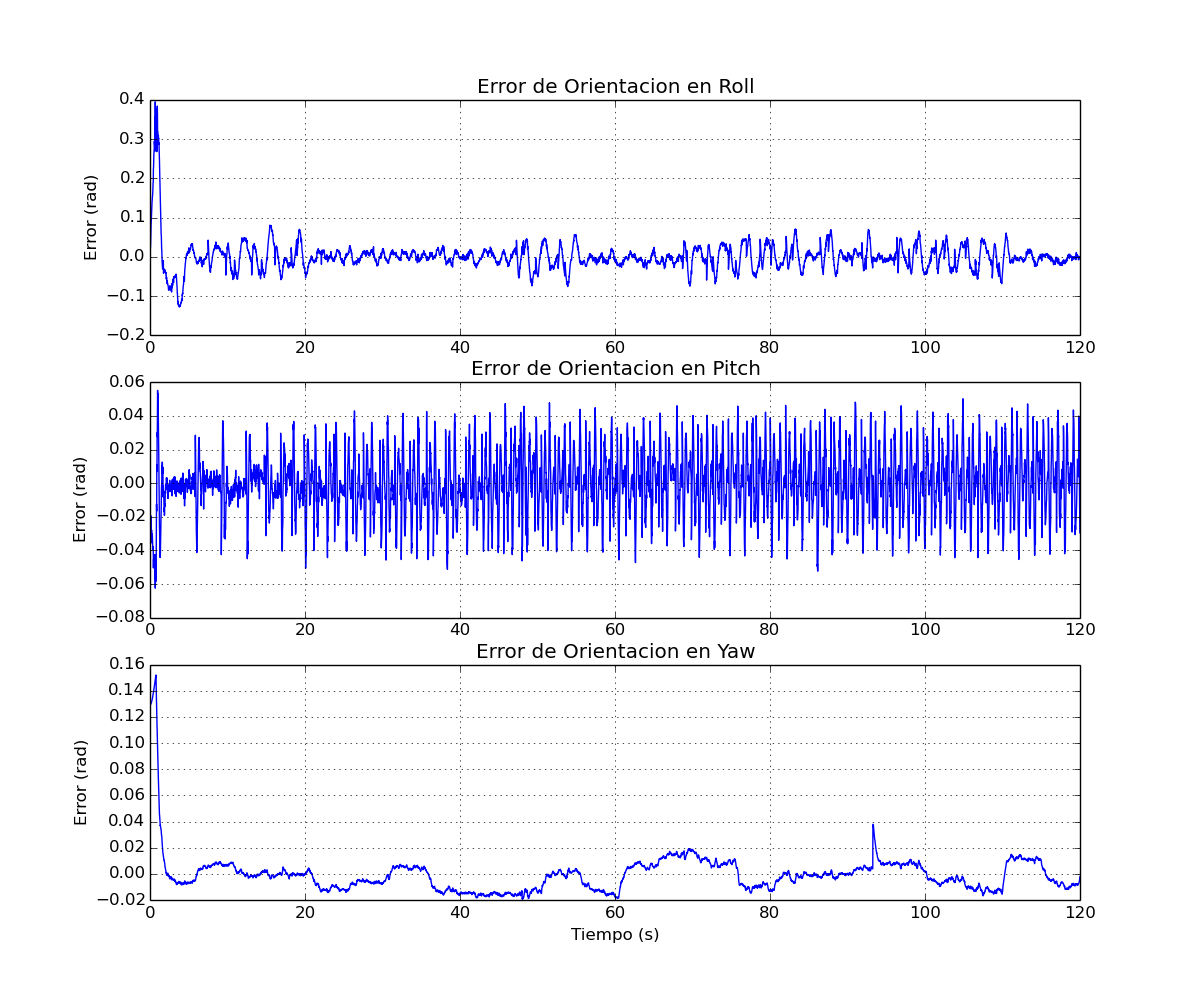 Error de Orientacion en Roll
0.4
0.3
0.2
0.1
0.0
−0.1
−0.2
Error (rad)
0 20 40 60 80 100 120
Error de Orientacion en Pitch
0.06
0.04
0.02
0.00
−0.02
−0.04
−0.06
−0.08
Error (rad)
0 20 40 60 80 100 120
Error de Orientacion en Yaw
0.16
0.14
0.12
0.10
0.08
0.06
0.04
0.02
0.00
−0.02
Error (rad)
0 20 40 60 80 100 120
Tiempo (s)